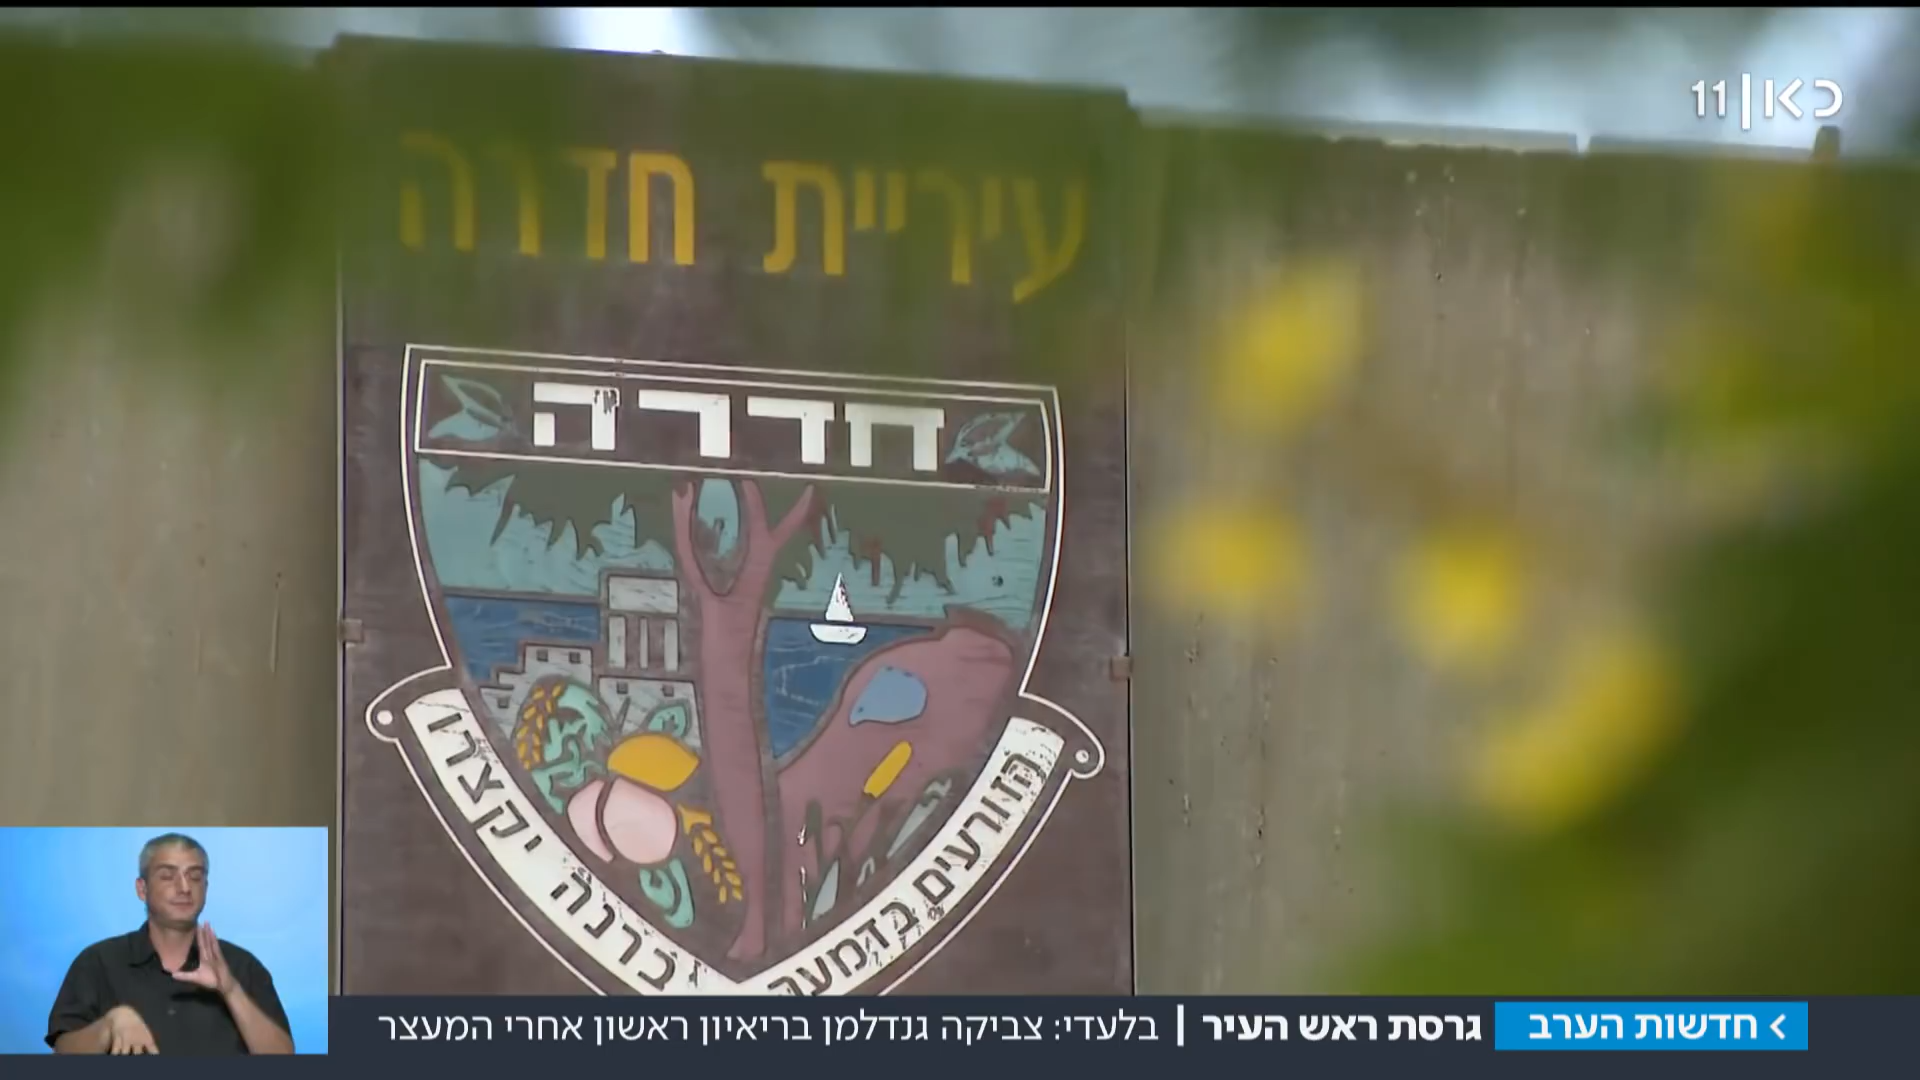 כאן 11
עיריית חדרה
חדרה
הזורעים בדמעה ברנה יקצרו
חדשות הערב
גרסת ראש העיר | בלעדי: צביקה גנדלמן בריאיון ראשון אחרי המעצר